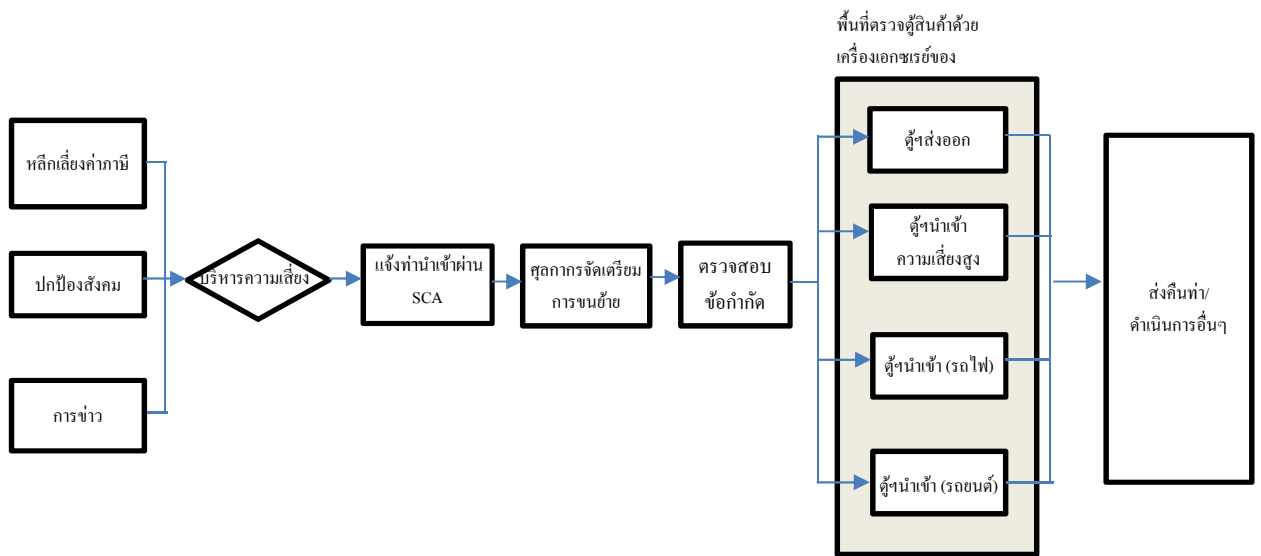 พื้นที่ตรวจตู้สินค้าด้วย
เครื่องเอกซเรย์ของ
หลีกเลี่ยงค่าภาษี
ปกป้องสังคม
การข่าว
บริหารความเสี่ยง
แจ้งท่านำเข้าผ่าน
SCA
ศุลกากรจัดเตรียม
การขนย้าย
ตรวจสอบ
ข้อกำกัด
ตู้ฯส่งออก
ตู้ฯนำเข้า
ความเสี่ยงสูง
ตู้ฯนำเข้า (รถไฟ)
ตู้ฯนำเข้า (รถยนต์)
ส่งคืนท่า/
ดำเนินการอื่นๆ